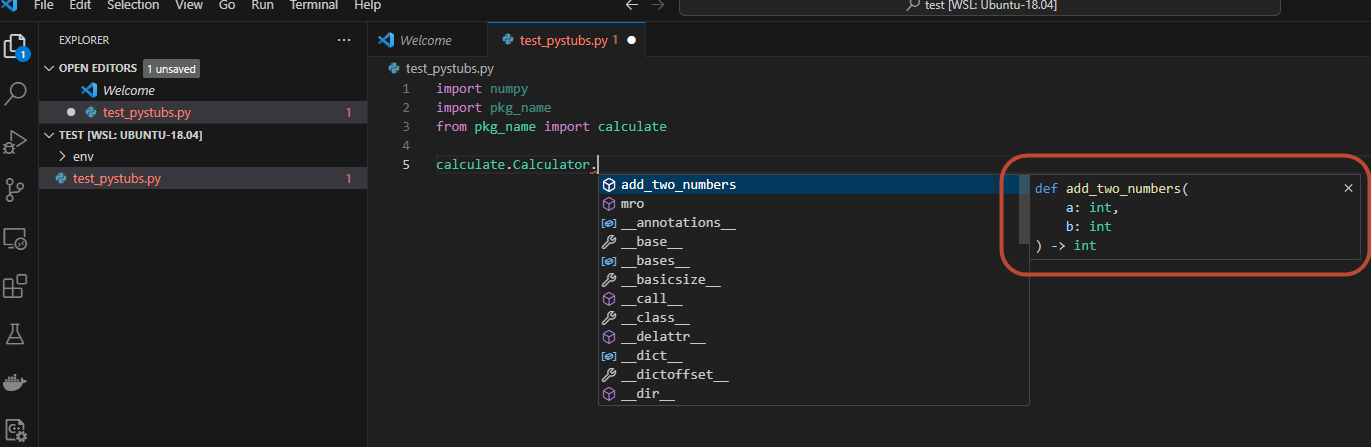 File Edit Selection View Go Run Terminal Help
test [WSL: Ubuntu-18.04]
EXPLORER
OPEN EDITORS 1 unsaved
Welcome
test_pystubs.py 1
TEST [WSL: UBUNTU-18.04]
env
test_pystubs.py 1
1
Welcome
test_pystubs.py 1
test_pystubs.py
1 import numpy
2 import pkg_name
3 from pkg_name import calculate
4
5 calculate.Calculator.
add_two_numbers
mro
__annotations__
__base__
__bases__
__basicsize__
__call__
__class__
__delattr__
__dict__
__dictoffset__
__dir__
def add_two_numbers(
a: int,
b: int
) -> int